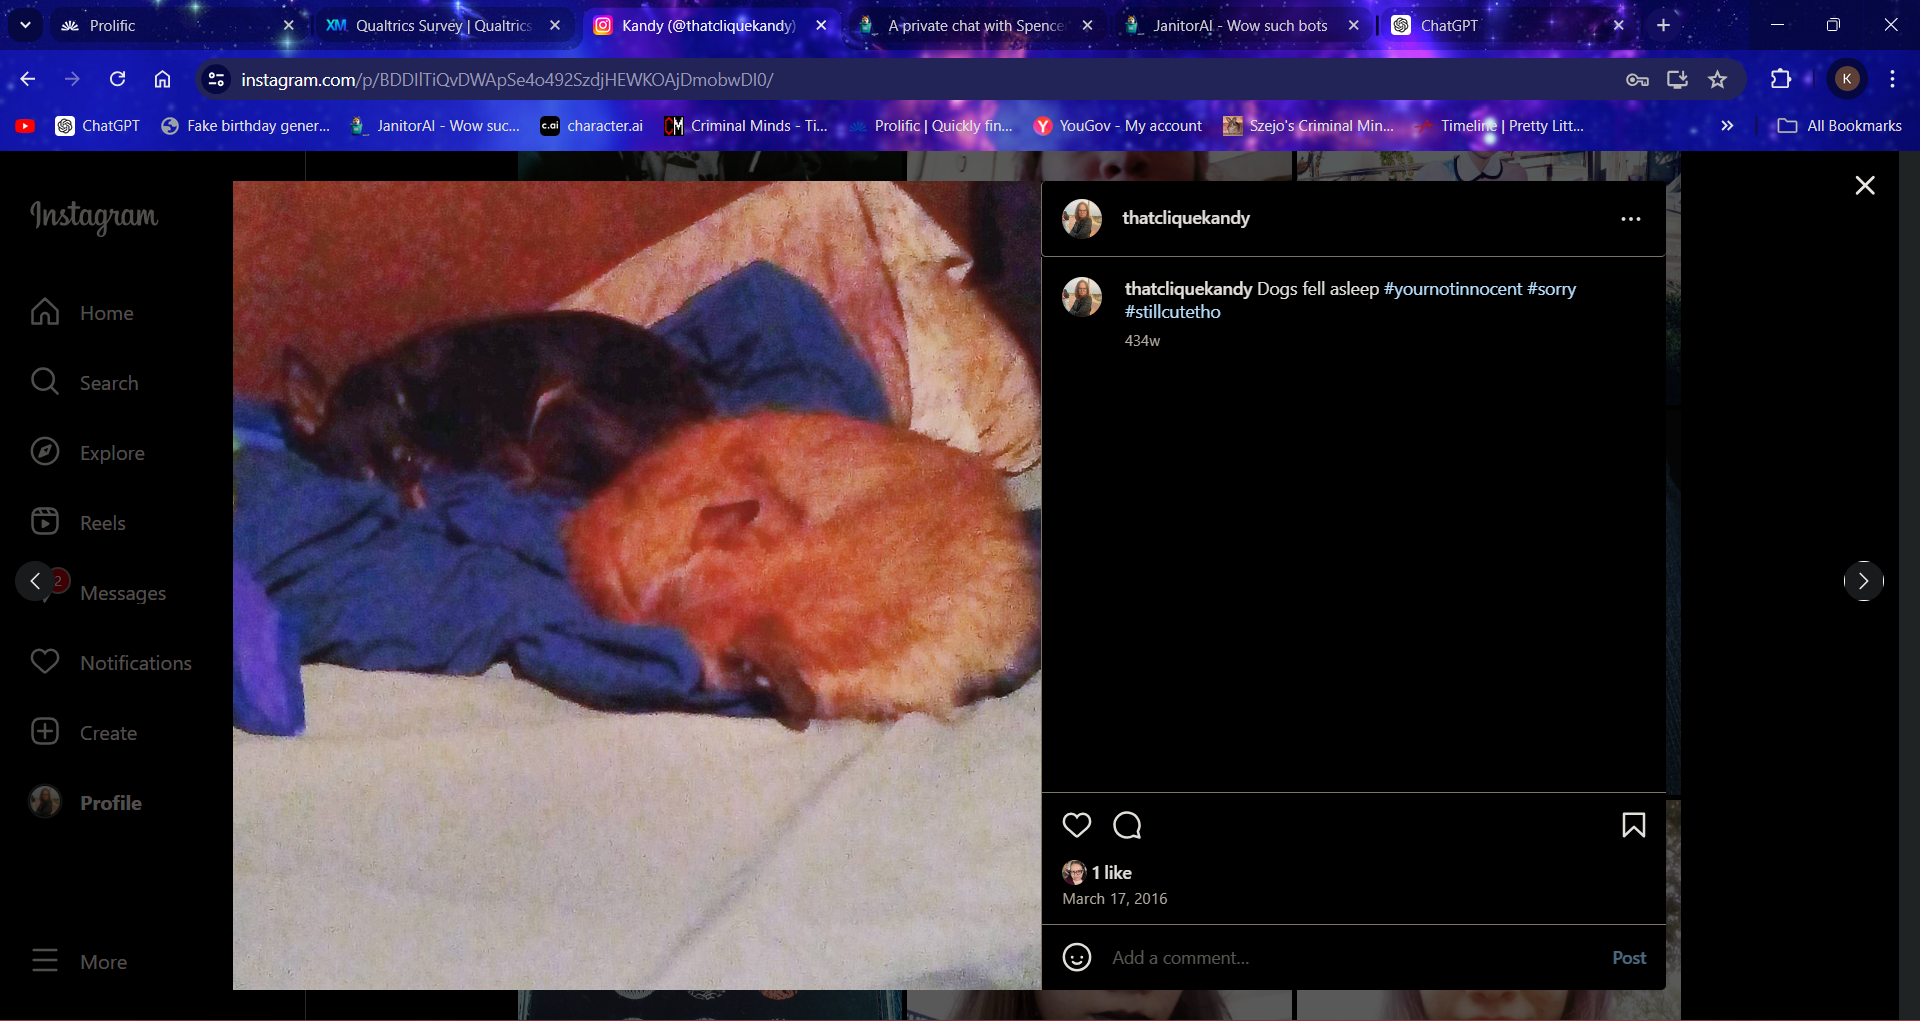 Prolific
Qualtrics Survey | Qualtrics
Kandy (@thatcliquekandy)
A private chat with Spencer
JanitorAI - Wow such bots
ChatGPT
instagram.com/p/BDDIlTiQvDWApSe4o492SzdjHEWKOAjDmobwDI0/
K
ChatGPT
Fake birthday gener...
JanitorAI - Wow suc...
c.ai character.ai
CM Criminal Minds - Ti...
Prolific | Quickly fin...
YouGov - My account
Szejo's Criminal Min...
Timeline | Pretty Litt...
All Bookmarks
Instagram
Home
Search
Explore
Reels
2
Messages
Notifications
Create
Profile
More
thatcliquekandy
thatcliquekandy Dogs fell asleep #yournotinnocent #sorry
#stillcutetho
434w
1 like
March 17, 2016
Add a comment...
Post